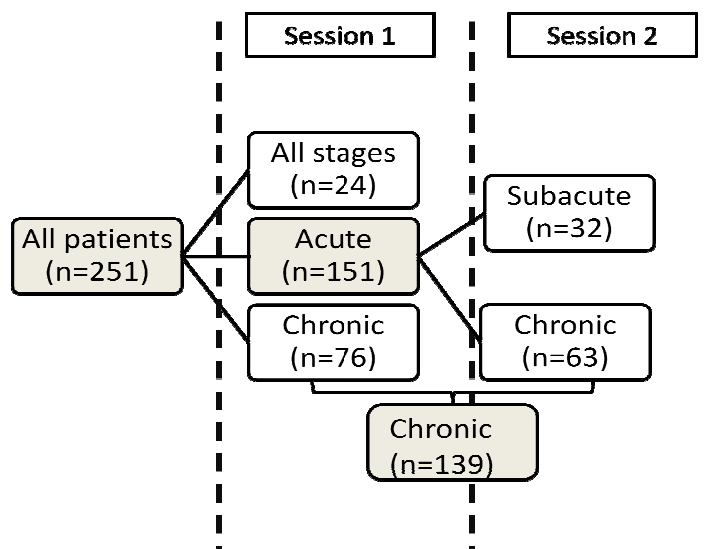 Session 1
Session 2
All stages
(n=24)
All patients
(n=251)
Acute
(n=151)
Subacute
(n=32)
Chronic
(n=76)
Chronic
(n=63)
Chronic
(n=139)